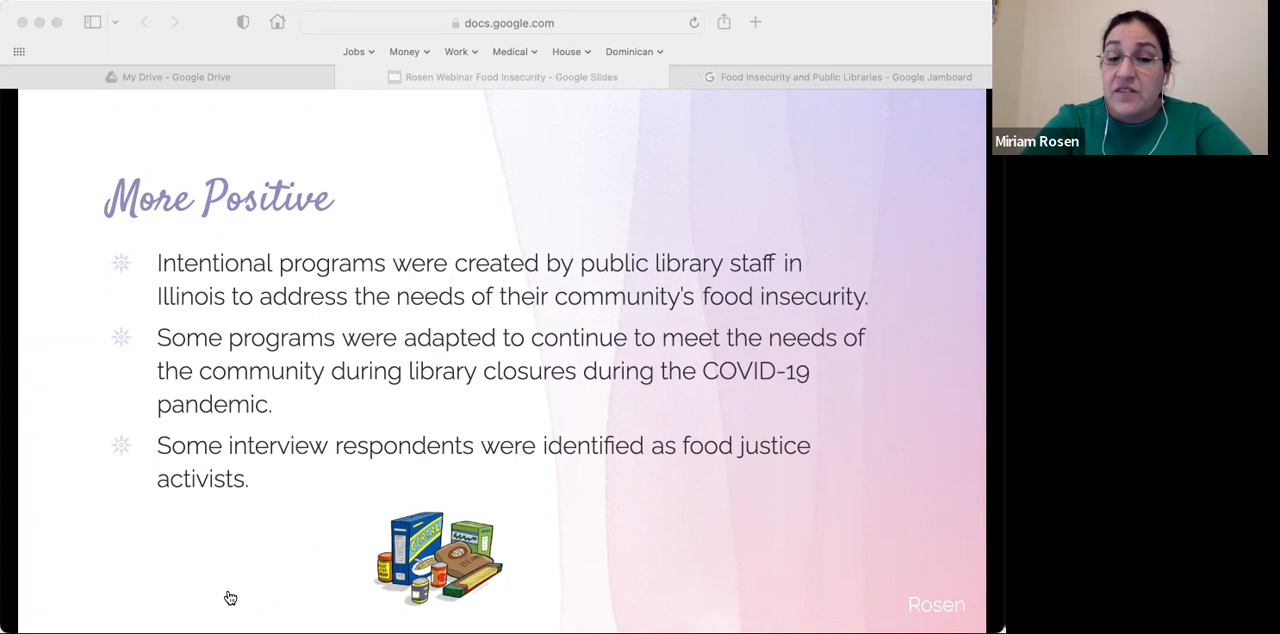 docs.google.com
Jobs
Money
Work
Medical
House
Dominican
My Drive - Google Drive
Rosen Webinar Food Insecurity - Google Slides
Food Insecurity and Public Libraries - Google Jamboard
Miriam Rosen
More Positive
Intentional programs were created by public library staff in
Illinois to address the needs of their community's food insecurity.
Some programs were adapted to continue to meet the needs of
the community during library closures during the COVID-19
pandemic.
Some interview respondents were identified as food justice
activists.
Rosen